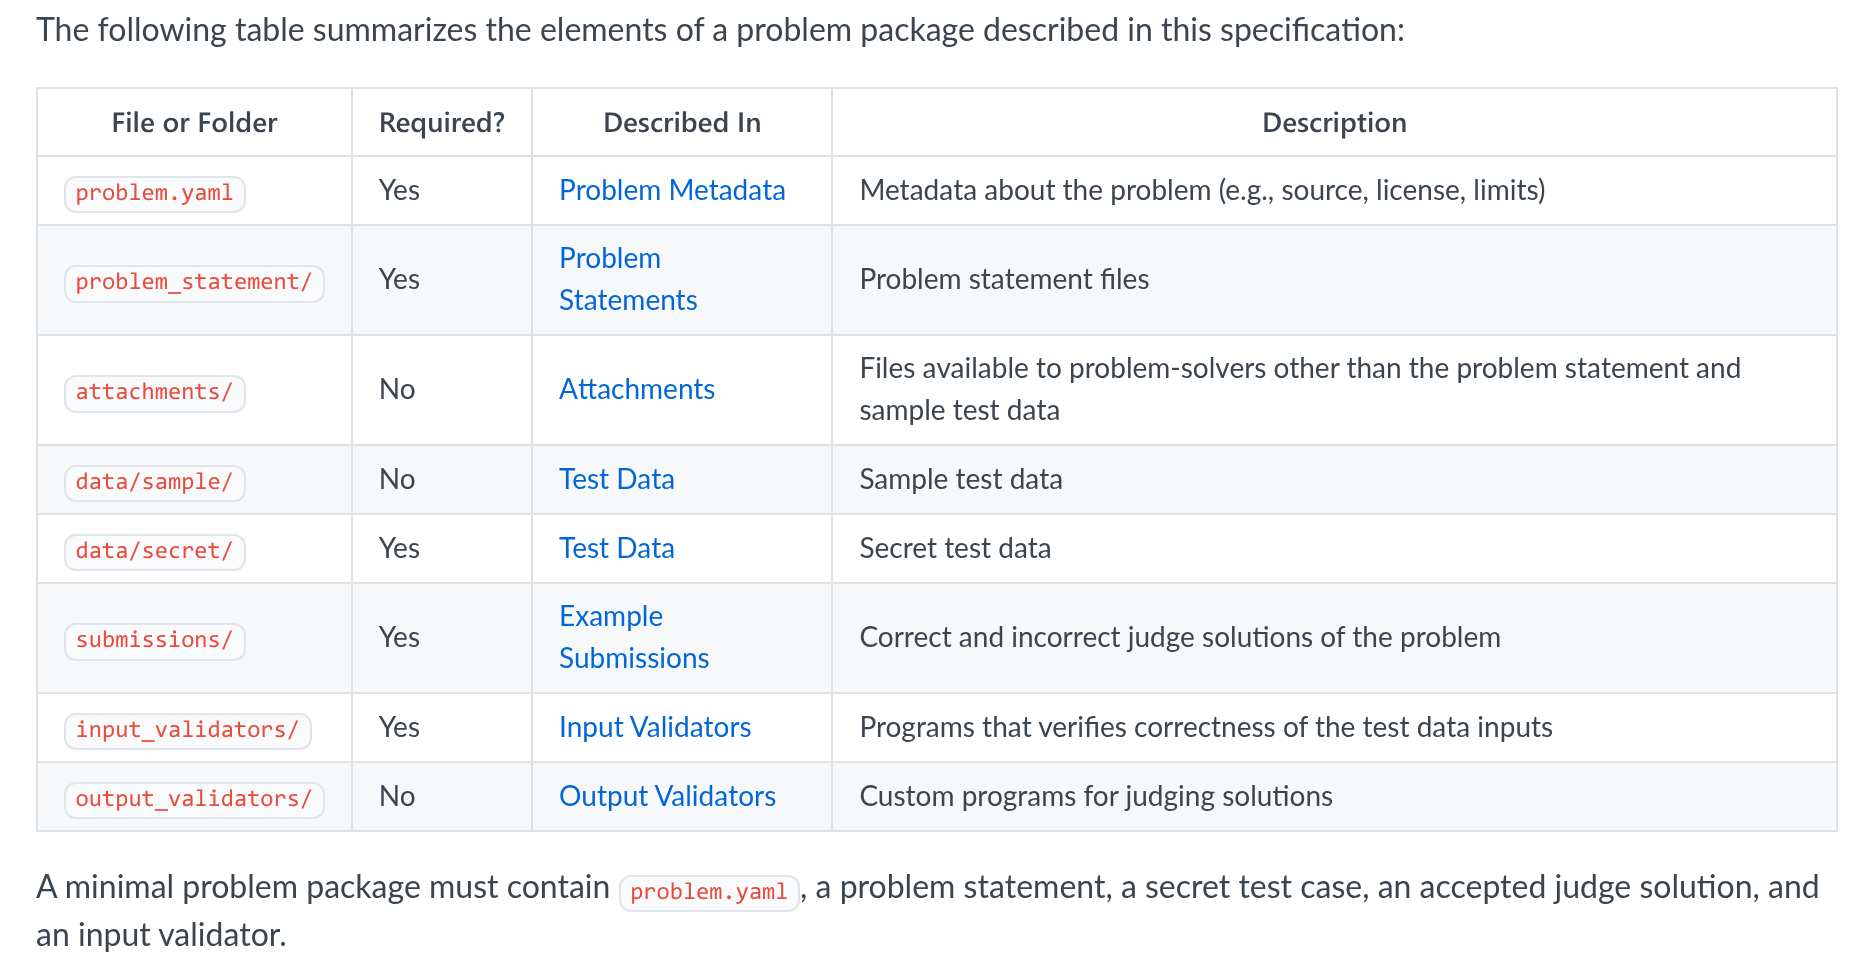 The following table summarizes the elements of a problem package described in this specification:
File or Folder Required? Described In Description
problem.yaml Yes Problem Metadata Metadata about the problem (e.g., source, license, limits)
problem_statement/ Yes Problem Statements Problem statement files
attachments/ No Attachments Files available to problem-solvers other than the problem statement and sample test data
data/sample/ No Test Data Sample test data
data/secret/ Yes Test Data Secret test data
submissions/ Yes Example Submissions Correct and incorrect judge solutions of the problem
input_validators/ Yes Input Validators Programs that verifies correctness of the test data inputs
output_validators/ No Output Validators Custom programs for judging solutions
A minimal problem package must contain problem.yaml, a problem statement, a secret test case, an accepted judge solution, and
an input validator.